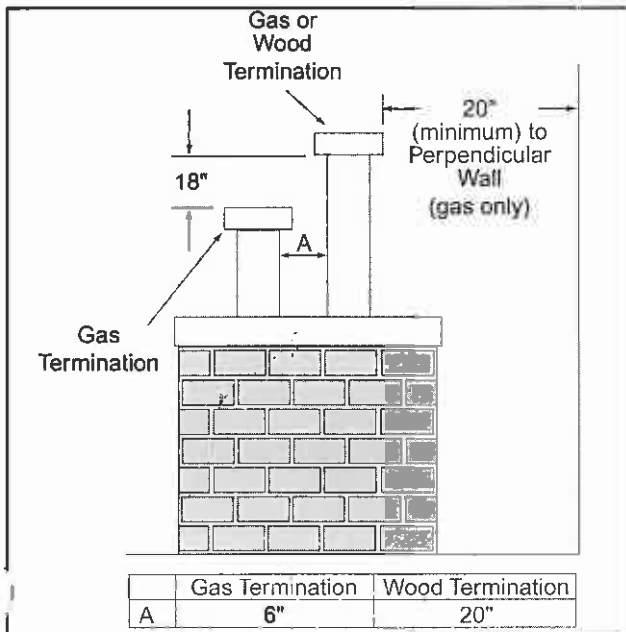 Gas or
Wood
Termination
20"
(minimum) to
Perpendicular
Wall
(gas only)
18"
A
Gas
Termination
Gas Termination Wood Termination
A 6" 20"